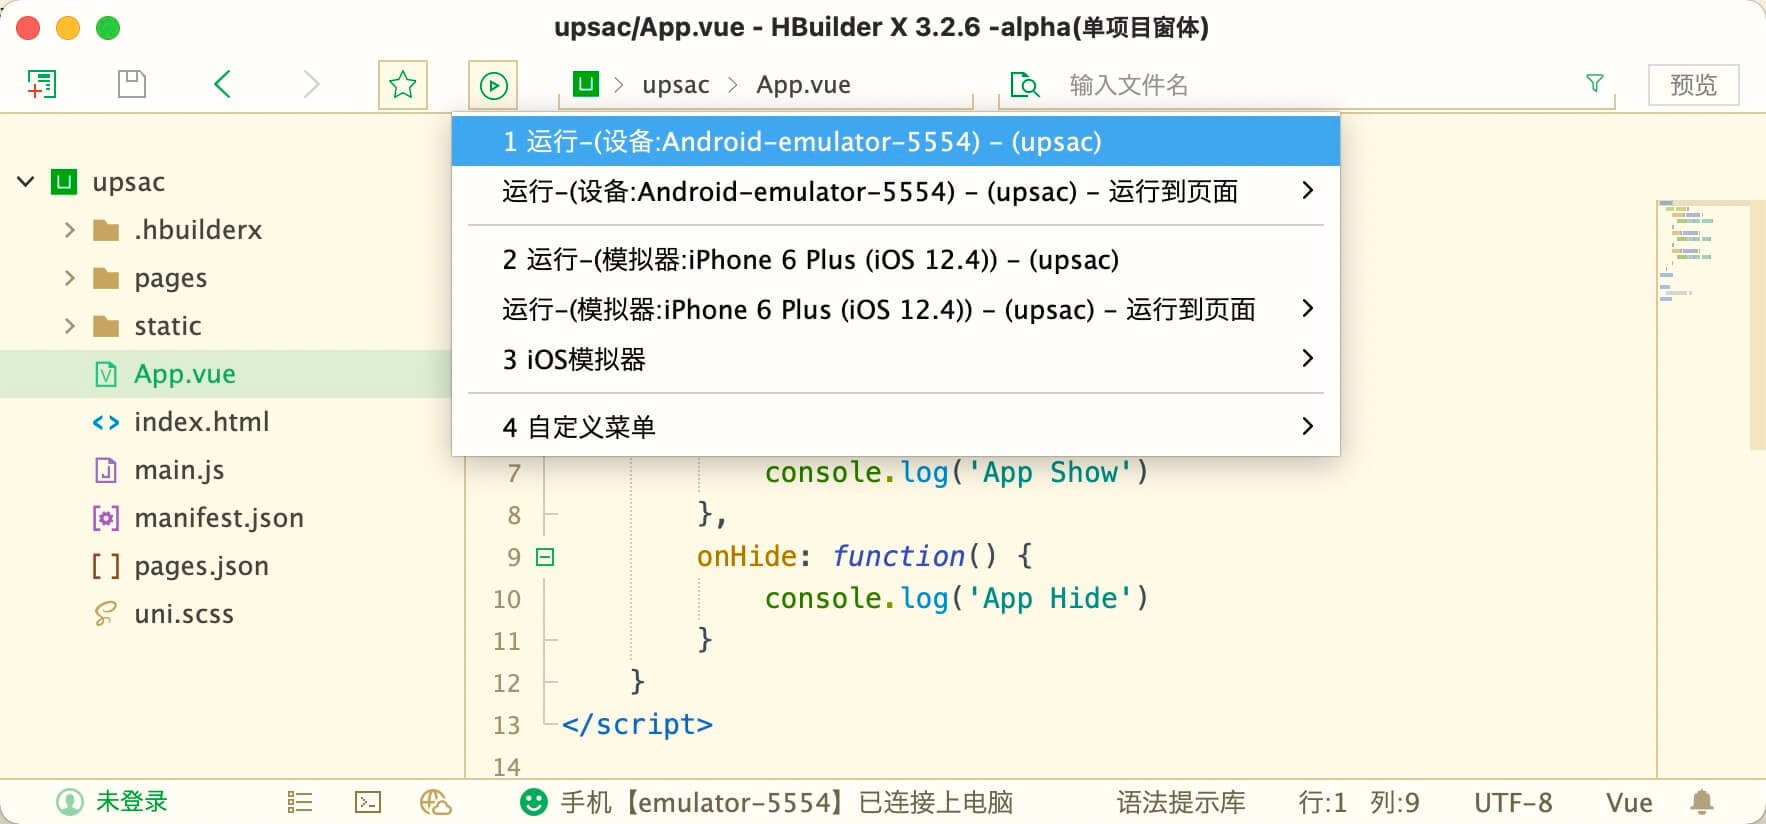 upsac/App.vue - HBuilder X 3.2.6 -alpha(单项目窗体)
upsac App.vue 输入文件名 预览
1 运行-(设备:Android-emulator-5554) - (upsac)
运行-(设备:Android-emulator-5554) - (upsac) - 运行到页面
2 运行-(模拟器:iPhone 6 Plus (iOS 12.4)) - (upsac)
运行-(模拟器:iPhone 6 Plus (iOS 12.4)) - (upsac) - 运行到页面
3 iOS模拟器
4 自定义菜单
upsac
.hbuilderx
pages
static
App.vue
index.html
main.js
manifest.json
pages.json
uni.scss
7 console.log('App Show')
8 },
9 onHide: function() {
10 console.log('App Hide')
11 }
12 }
13 </script>
14
未登录 手机【emulator-5554】已连接上电脑 语法提示库 行:1 列:9 UTF-8 Vue